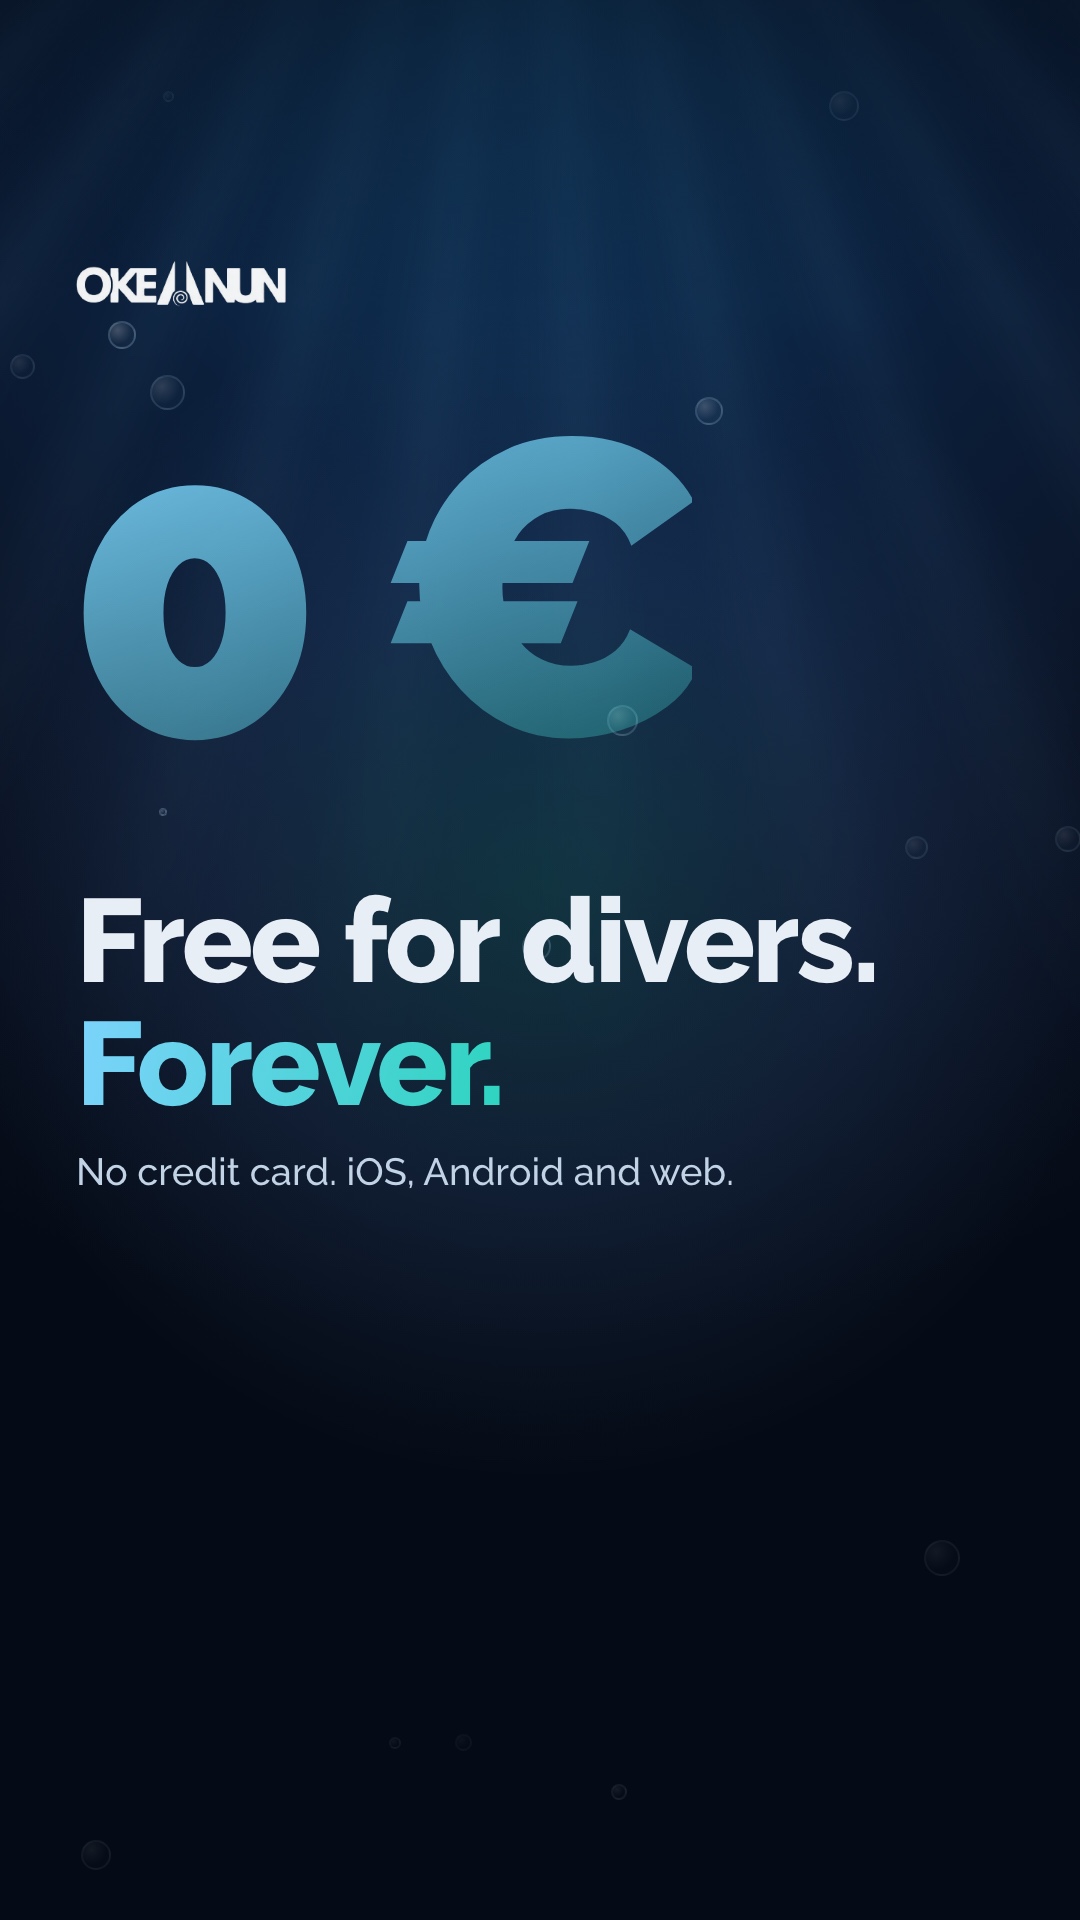 OKEANUN
0 €
Free for divers.
Forever.
No credit card. iOS, Android and web.